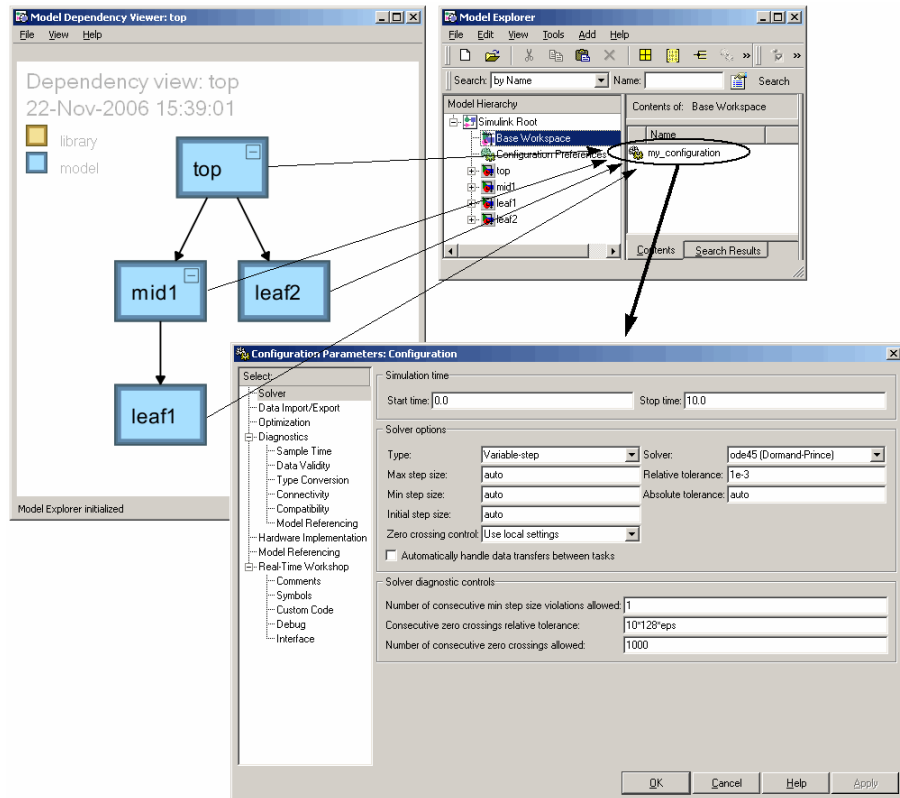 Model Dependency Viewer: top
File View Help
Dependency view: top
22-Nov-2006 15:39:01
library
model
top
mid1
leaf2
leaf1
Model Explorer initialized
Model Explorer
File Edit View Tools Add Help
Search: by Name Name: Search
Model Hierarchy
Simulink Root
Base Workspace
Configuration Preferences
top
mid1
leaf1
leaf2
Contents of: Base Workspace
Name
my_configuration
Contents Search Results
Configuration Parameters: Configuration
Select:
Solver
Data Import/Export
Optimization
Diagnostics
Sample Time
Data Validity
Type Conversion
Connectivity
Compatibility
Model Referencing
Hardware Implementation
Model Referencing
Real-Time Workshop
Comments
Symbols
Custom Code
Debug
Interface
Simulation time
Start time: 0.0 Stop time: 10.0
Solver options
Type: Variable-step Solver: ode45 (Dormand-Prince)
Max step size: auto Relative tolerance: 1e-3
Min step size: auto Absolute tolerance: auto
Initial step size: auto
Zero crossing control: Use local settings
Automatically handle data transfers between tasks
Solver diagnostic controls
Number of consecutive min step size violations allowed: 1
Consecutive zero crossings relative tolerance: 10*128*eps
Number of consecutive zero crossings allowed: 1000
OK Cancel Help Apply